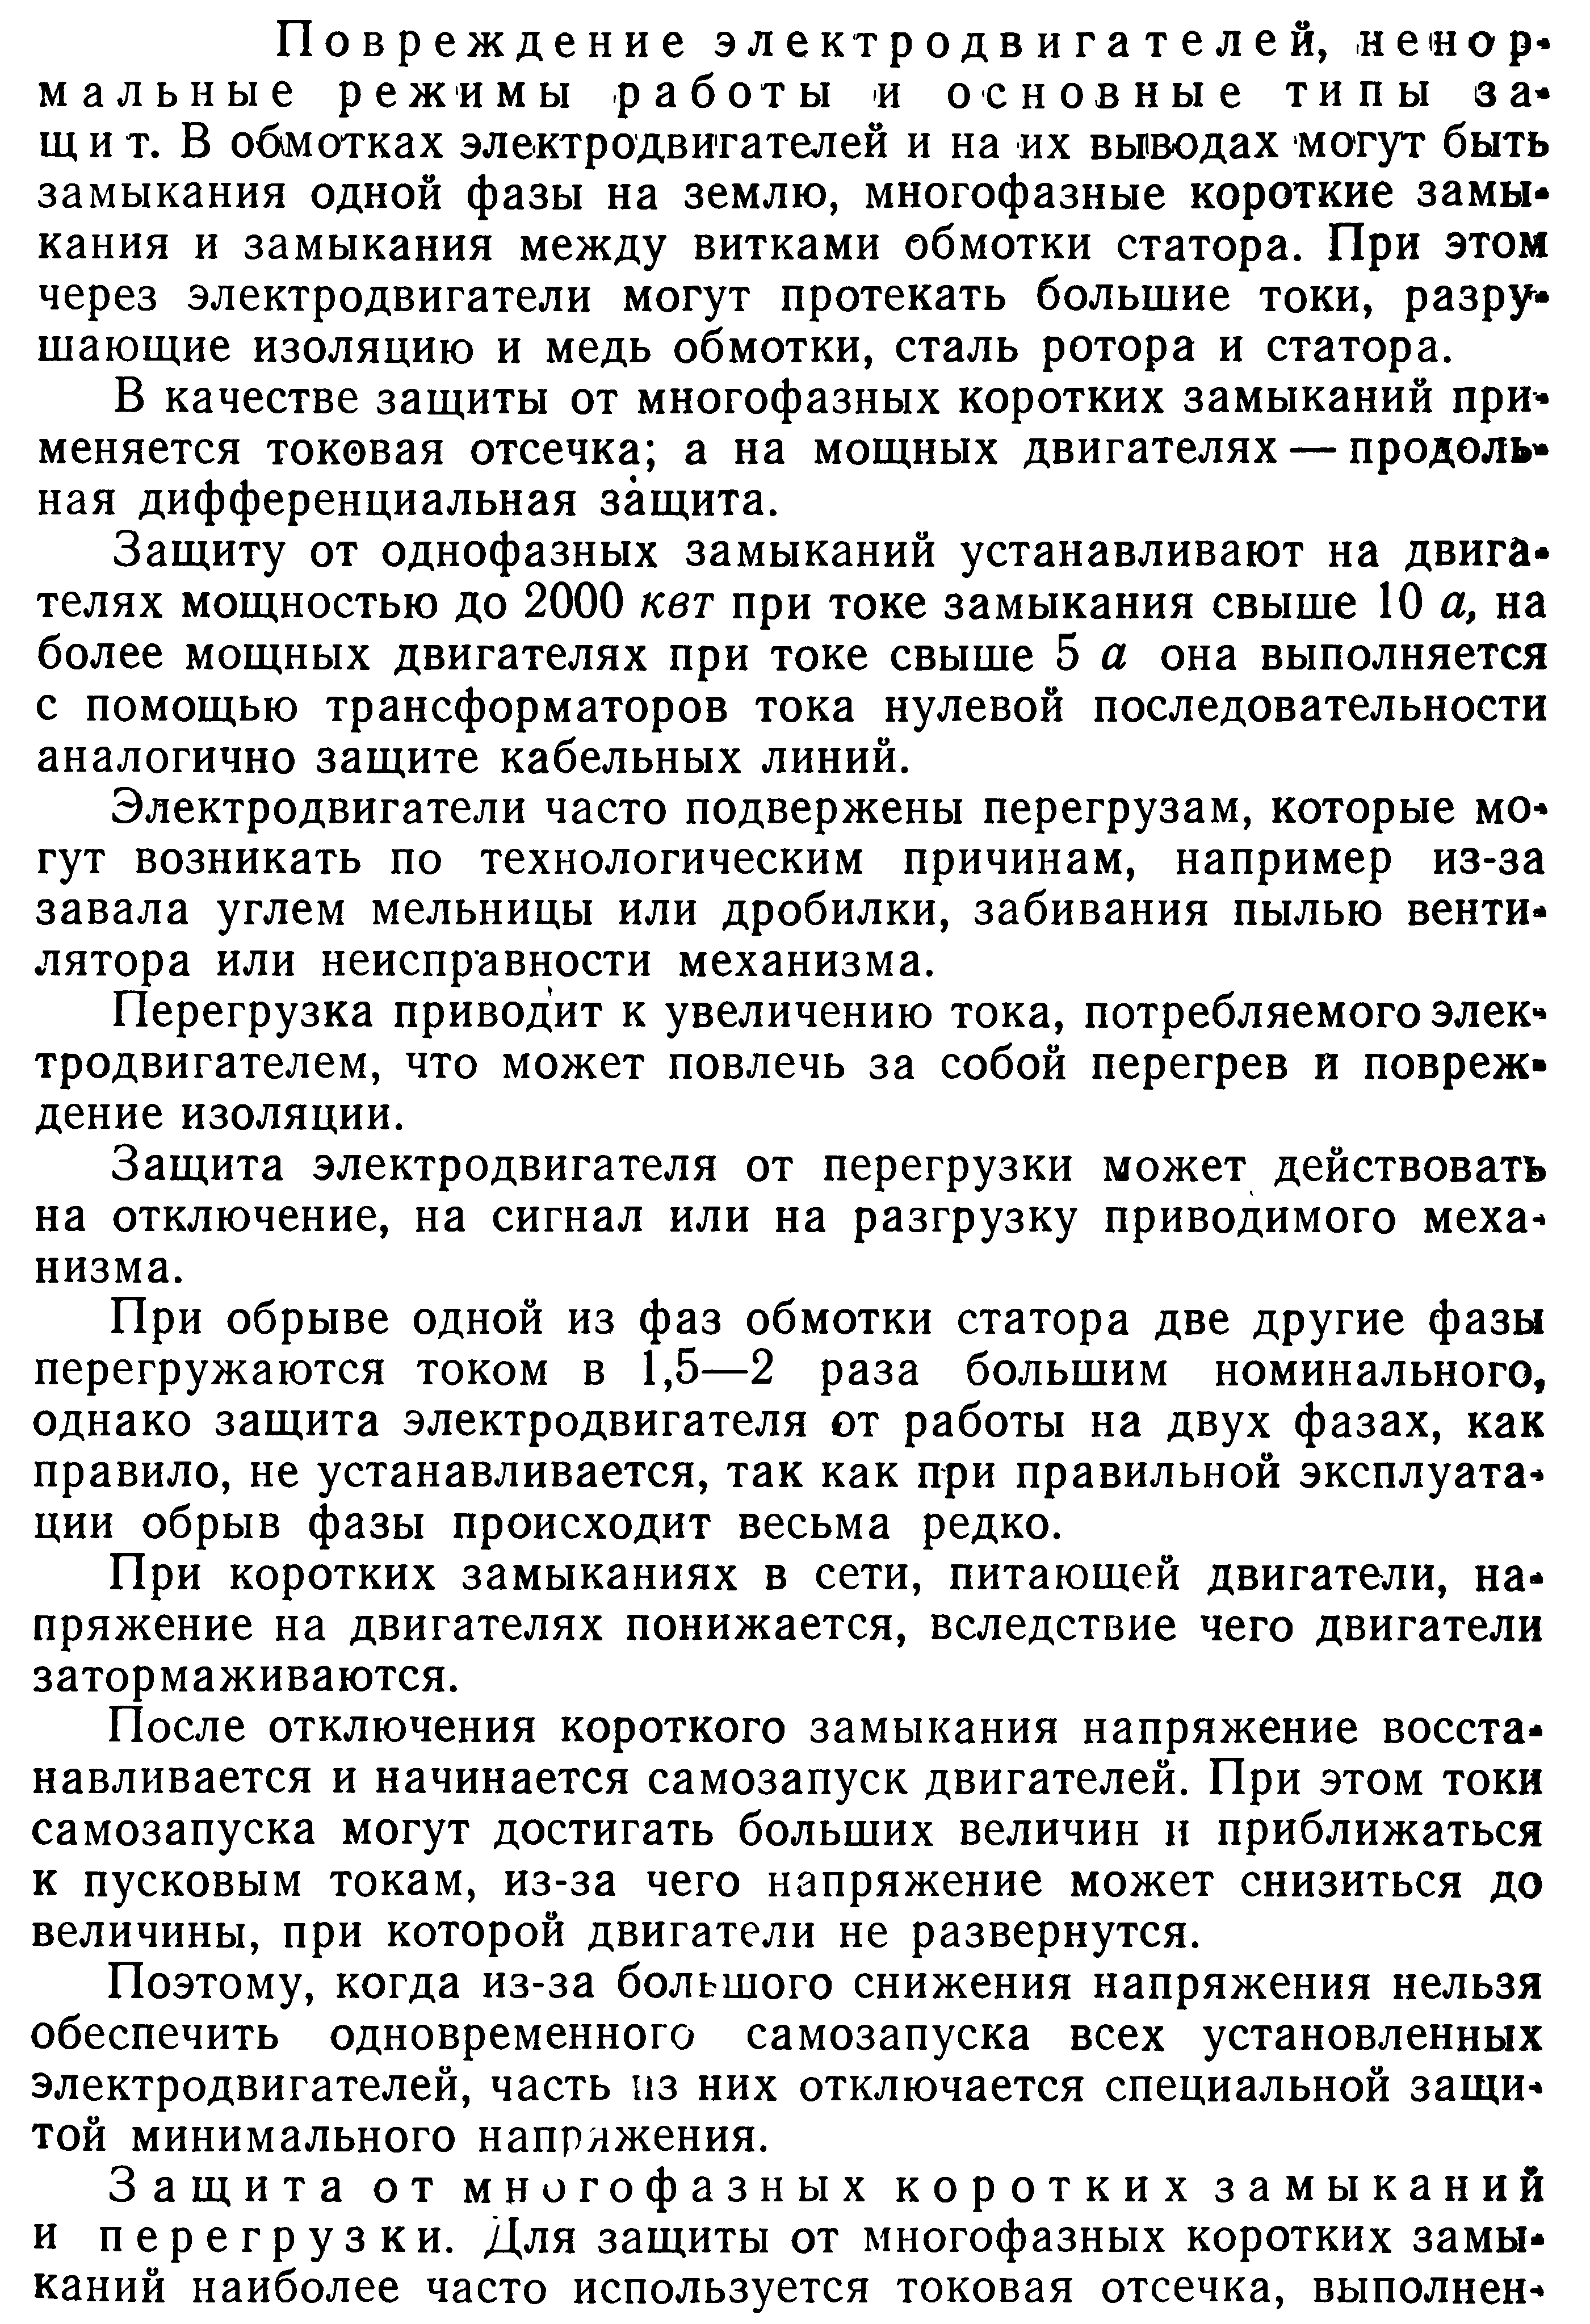 Повреждение электродвигателей, ненор-
мальные режимы работы и основные типы за-
щит. В обмотках электродвигателей и на их выводах могут быть
замыкания одной фазы на землю, многофазные короткие замы-
кания и замыкания между витками обмотки статора. При этом
через электродвигатели могут протекать большие токи, разру-
шающие изоляцию и медь обмотки, сталь ротора и статора.
В качестве защиты от многофазных коротких замыканий при-
меняется токовая отсечка; а на мощных двигателях — продоль-
ная дифференциальная защита.
Защиту от однофазных замыканий устанавливают на двига-
телях мощностью до 2000 квт при токе замыкания свыше 10 а, на
более мощных двигателях при токе свыше 5 а она выполняется
с помощью трансформаторов тока нулевой последовательности
аналогично защите кабельных линий.
Электродвигатели часто подвержены перегрузам, которые мо-
гут возникать по технологическим причинам, например из-за
завала углем мельницы или дробилки, забивания пылью венти-
лятора или неисправности механизма.
Перегрузка приводит к увеличению тока, потребляемого элек-
тродвигателем, что может повлечь за собой перегрев и повреж-
дение изоляции.
Защита электродвигателя от перегрузки может действовать
на отключение, на сигнал или на разгрузку приводимого меха-
низма.
При обрыве одной из фаз обмотки статора две другие фазы
перегружаются током в 1,5—2 раза большим номинального,
однако защита электродвигателя от работы на двух фазах, как
правило, не устанавливается, так как при правильной эксплуата-
ции обрыв фазы происходит весьма редко.
При коротких замыканиях в сети, питающей двигатели, на-
пряжение на двигателях понижается, вследствие чего двигатели
затормаживаются.
После отключения короткого замыкания напряжение восста-
навливается и начинается самозапуск двигателей. При этом токи
самозапуска могут достигать больших величин и приближаться
к пусковым токам, из-за чего напряжение может снизиться до
величины, при которой двигатели не развернутся.
Поэтому, когда из-за большого снижения напряжения нельзя
обеспечить одновременного самозапуска всех установленных
электродвигателей, часть из них отключается специальной защи-
той минимального напряжения.
Защита от многофазных коротких замыканий
и перегрузки. Для защиты от многофазных коротких замы-
каний наиболее часто используется токовая отсечка, выполнен-